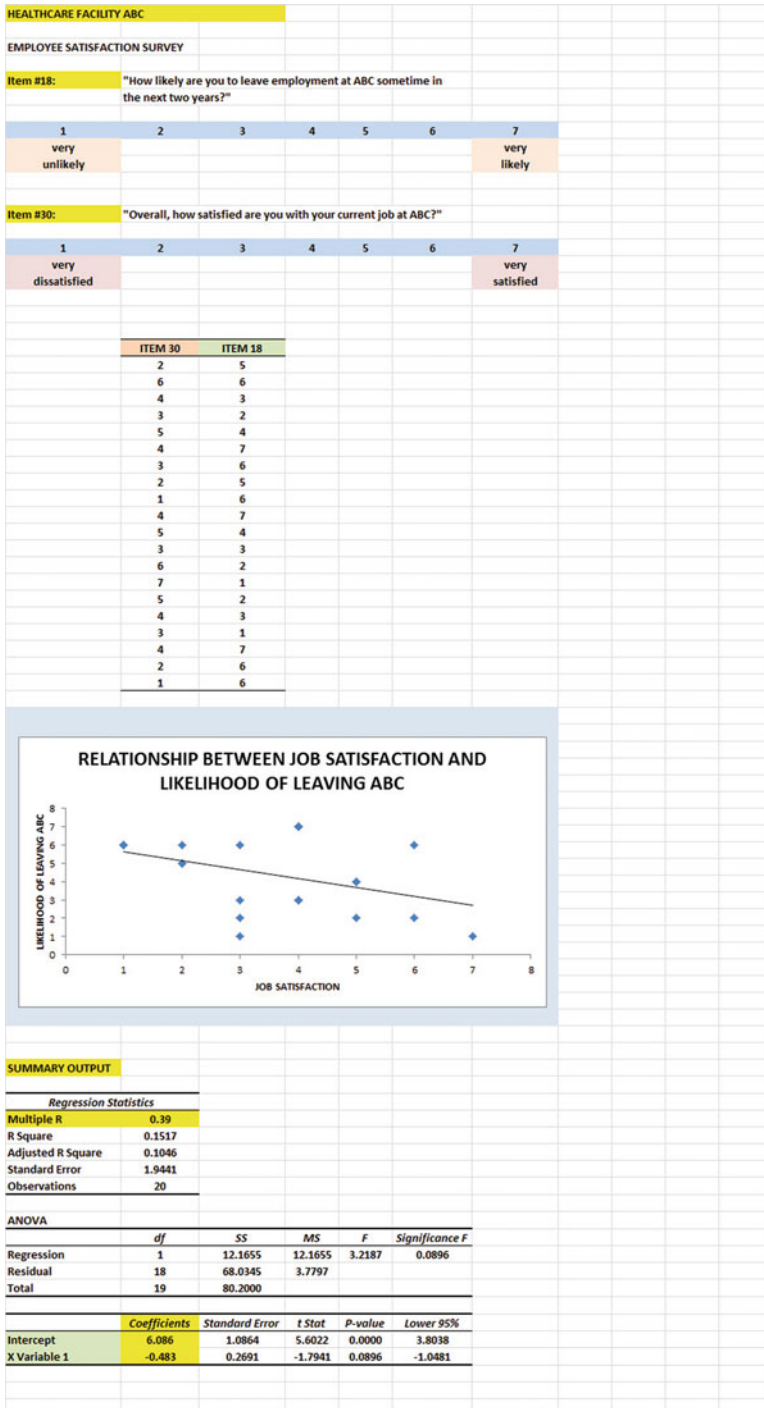 HEALTHCARE FACILITY ABC
EMPLOYEE SATISFACTION SURVEY
Item #18: "How likely are you to leave employment at ABC sometime in
the next two years?"
1 2 3 4 5 6 7
very very
unlikely likely
Item #30: "Overall, how satisfied are you with your current job at ABC?"
1 2 3 4 5 6 7
very very
dissatisfied satisfied
ITEM 30 ITEM 18
2 5
6 6
4 3
3 2
5 4
4 7
3 6
2 5
1 6
4 7
5 4
3 3
6 2
7 1
5 2
4 3
3 1
4 7
2 6
1 6
RELATIONSHIP BETWEEN JOB SATISFACTION AND
LIKELIHOOD OF LEAVING ABC
LIKELIHOOD OF LEAVING ABC
8
7
6
5
4
3
2
1
0
0 1 2 3 4 5 6 7 8
JOB SATISFACTION
SUMMARY OUTPUT
Regression Statistics
Multiple R 0.39
R Square 0.1517
Adjusted R Square 0.1046
Standard Error 1.9441
Observations 20
ANOVA
df SS MS F Significance F
Regression 1 12.1655 12.1655 3.2187 0.0896
Residual 18 68.0345 3.7797
Total 19 80.2000
Coefficients Standard Error t Stat P-value Lower 95%
Intercept 6.086 1.0864 5.6022 0.0000 3.8038
X Variable 1 -0.483 0.2691 -1.7941 0.0896 -1.0481